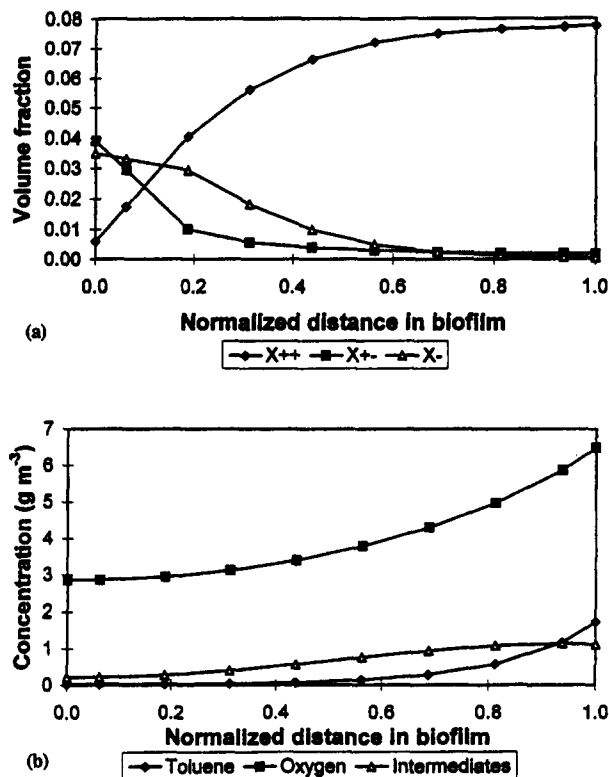 0.08
0.07
0.06
0.05
0.04
0.03
0.02
0.01
0.00
Volume fraction
0.0 0.2 0.4 0.6 0.8 1.0
Normalized distance in biofilm
(a)
X++ X+- X-
7
6
5
4
3
2
1
0
Concentration (g m⁻³)
0.0 0.2 0.4 0.6 0.8 1.0
Normalized distance in biofilm
(b)
Toluene Oxygen Intermediates